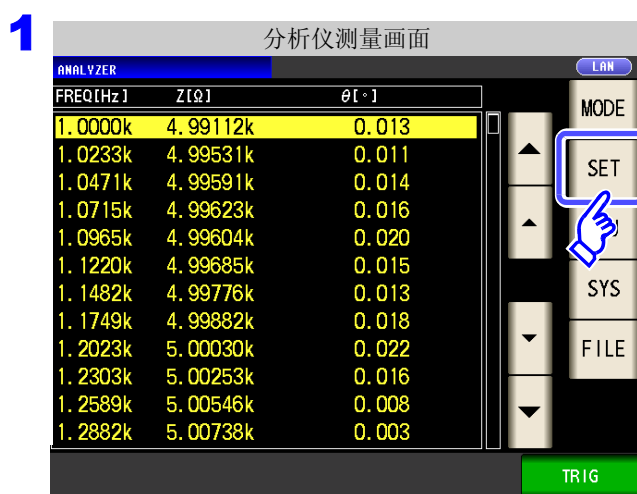 1
分析仪测量画面
ANALYZER LAN
FREQ[Hz] Z[Ω] θ[°]
1.0000k 4.99112k 0.013
1.0233k 4.99531k 0.011
1.0471k 4.99591k 0.014
1.0715k 4.99623k 0.016
1.0965k 4.99604k 0.020
1.1220k 4.99685k 0.015
1.1482k 4.99776k 0.013
1.1749k 4.99882k 0.018
1.2023k 5.00030k 0.022
1.2303k 5.00253k 0.016
1.2589k 5.00546k 0.008
1.2882k 5.00738k 0.003
MODE
SET
SYS
FILE
TRIG